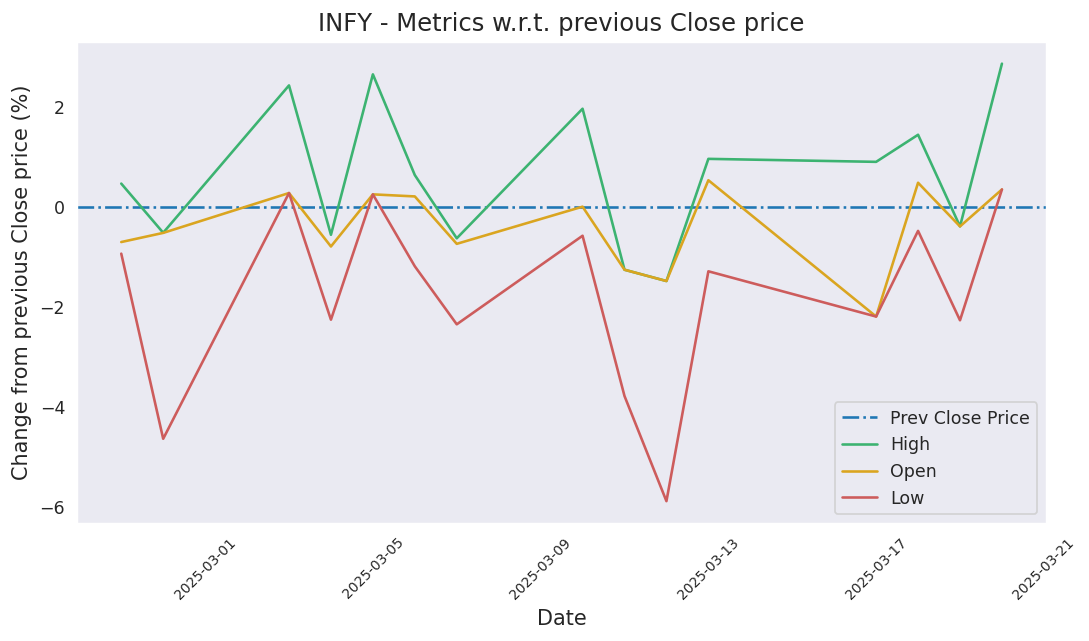 INFY - Metrics w.r.t. previous Close price
Change from previous Close price (%)
2
0
−2
−4
−6
Prev Close Price
High
Open
Low
2025-03-01
2025-03-05
2025-03-09
2025-03-13
2025-03-17
2025-03-21
Date